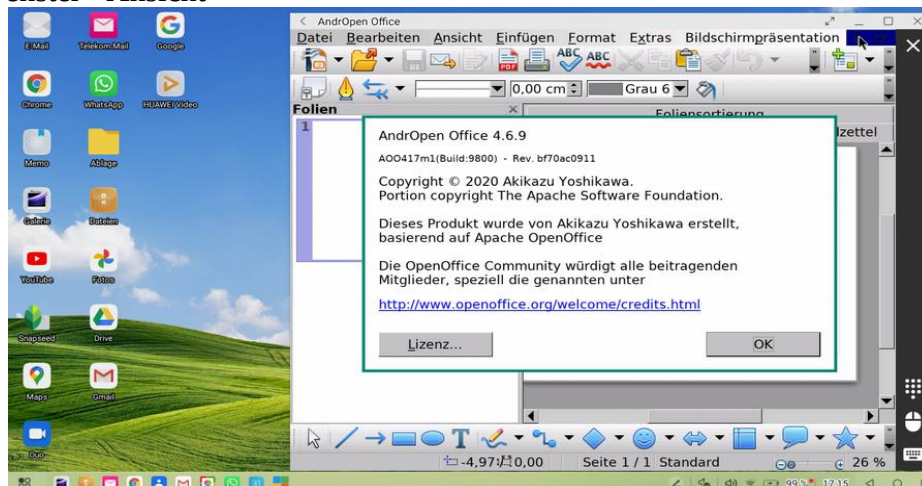 AndrOpen Office
E-Mail
Telekom Mail
Google
Datei Bearbeiten Ansicht Einfügen Format Extras Bildschirmpräsentation
PDF
ABC
ABC
Chrome
WhatsApp
HUAWEI Video
0,00 cm
Grau 6
Folien
Foliensortierung
1
lzettel
Memo
Ablage
AndrOpen Office 4.6.9
AOO417m1(Build:9800) - Rev. bf70ac0911
Copyright © 2020 Akikazu Yoshikawa.
Portion copyright The Apache Software Foundation.
Galerie
Dateien
Dieses Produkt wurde von Akikazu Yoshikawa erstellt,
basierend auf Apache OpenOffice
Die OpenOffice Community würdigt alle beitragenden
Mitglieder, speziell die genannten unter
YouTube
Fotos
http://www.openoffice.org/welcome/credits.html
Snapseed
Drive
Lizenz...
OK
Maps
Gmail
Duo
T
-4,97
0,00
Seite 1 / 1
Standard
26 %
99 %
17:15